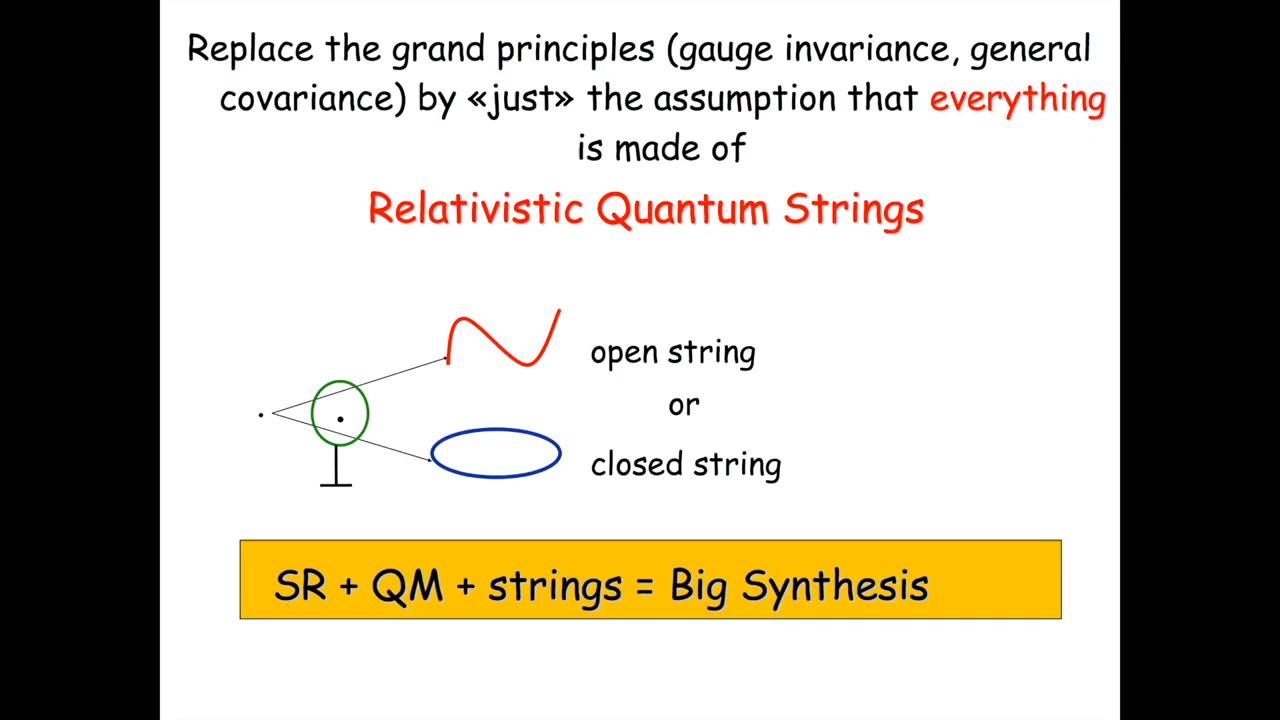 Replace the grand principles (gauge invariance, general
covariance) by «just» the assumption that everything
is made of
Relativistic Quantum Strings
open string
or
closed string
SR + QM + strings = Big Synthesis